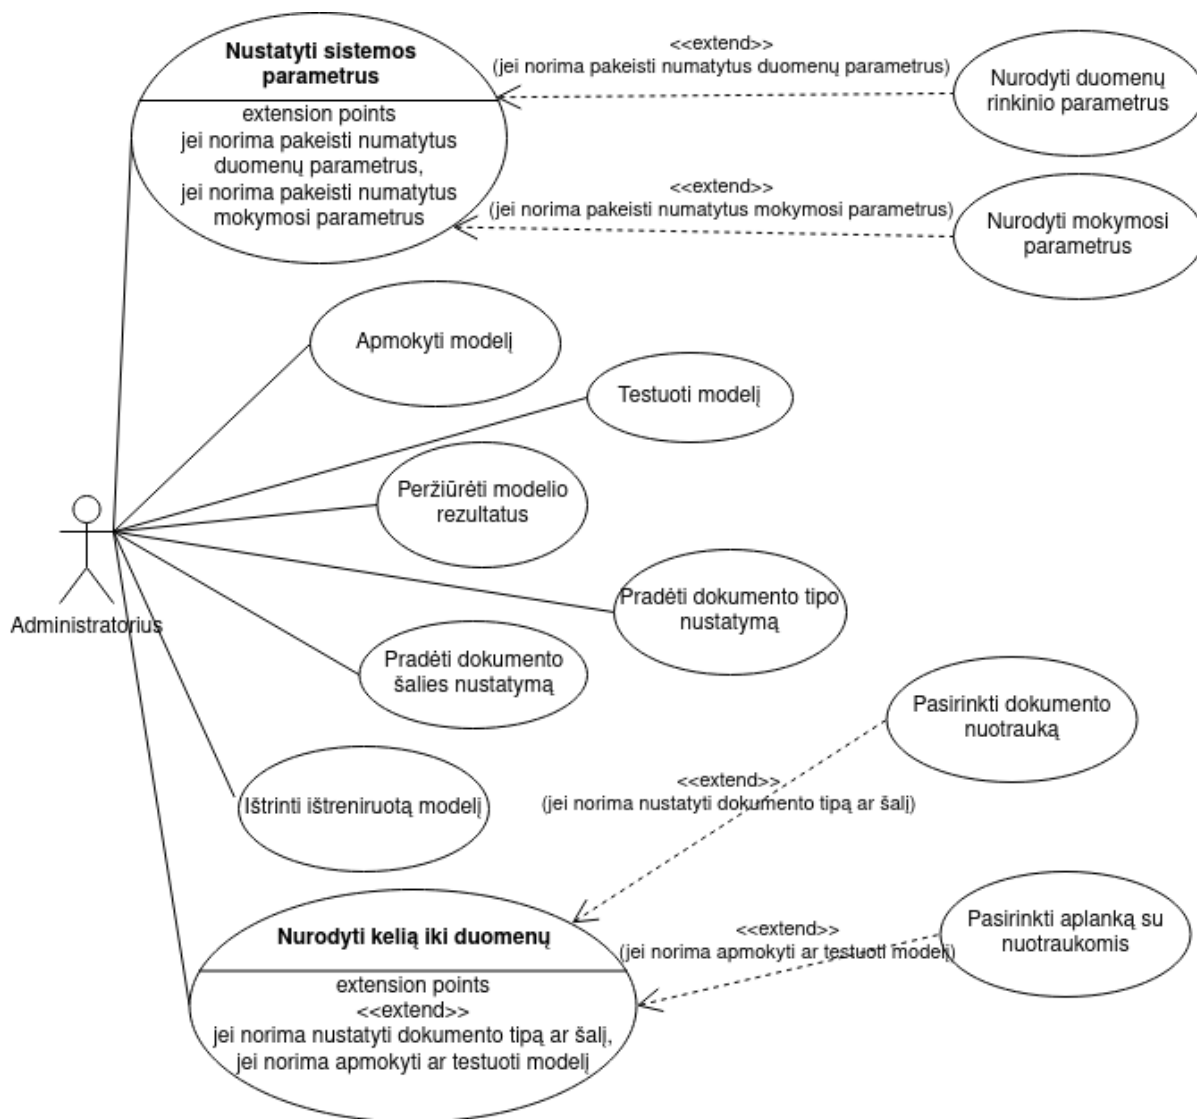 Nustatyti sistemos
parametrus
extension points
jei norima pakeisti numatytus
duomenų parametrus,
jei norima pakeisti numatytus
mokymosi parametrus
<<extend>>
(jei norima pakeisti numatytus duomenų parametrus)
Nurodyti duomenų
rinkinio parametrus
<<extend>>
(jei norima pakeisti numatytus mokymosi parametrus)
Nurodyti mokymosi
parametrus
Apmokyti modelį
Testuoti modelį
Peržiūrėti modelio
rezultatus
Administratorius
Pradėti dokumento tipo
nustatymą
Pradėti dokumento
šalies nustatymą
Pasirinkti dokumento
nuotrauką
<<extend>>
(jei norima nustatyti dokumento tipą ar šalį)
Ištrinti ištreniruotą modelį
Nurodyti kelią iki duomenų
extension points
<<extend>>
jei norima nustatyti dokumento tipą ar šalį,
jei norima apmokyti ar testuoti modelį
<<extend>>
(jei norima apmokyti ar testuoti modelį)
Pasirinkti aplanką su
nuotraukomis